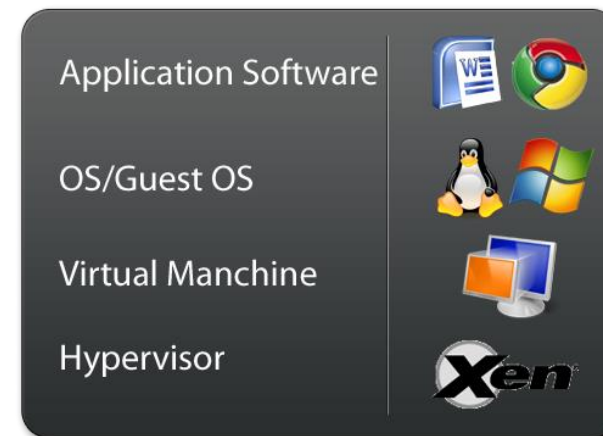 Application Software
W
OS/Guest OS
Virtual Manchine
Hypervisor
Xen